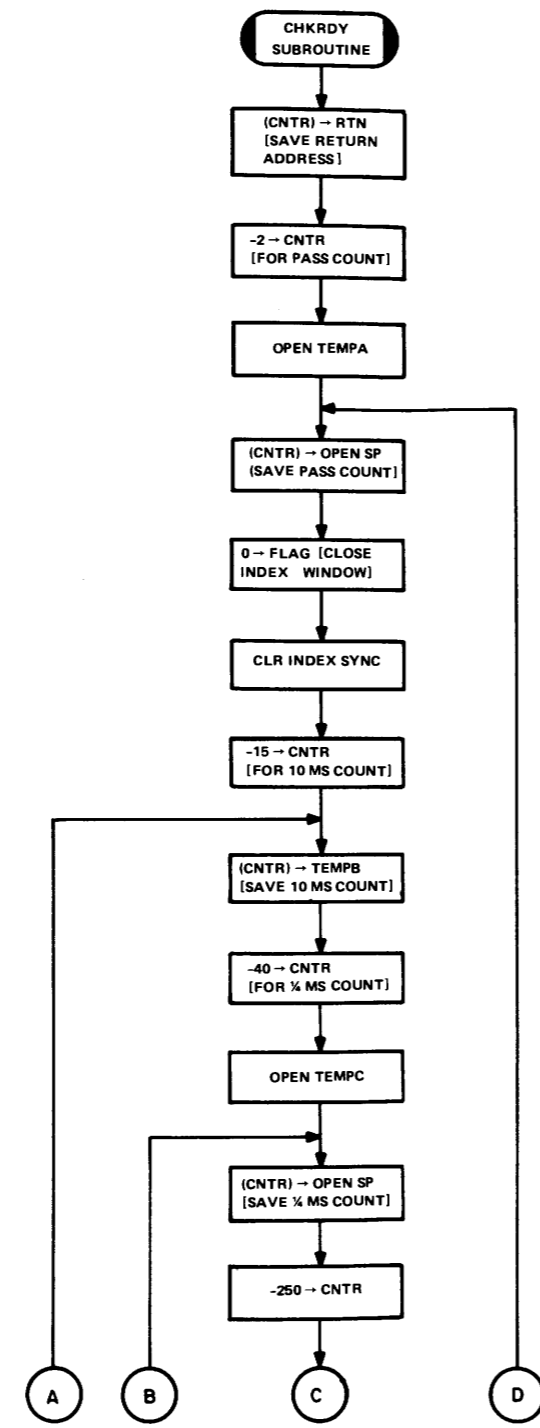 CHKRDY
SUBROUTINE
(CNTR) → RTN
[SAVE RETURN
ADDRESS]
-2 → CNTR
[FOR PASS COUNT]
OPEN TEMPA
(CNTR) → OPEN SP
(SAVE PASS COUNT]
0 → FLAG [CLOSE
INDEX WINDOW]
CLR INDEX SYNC
-15 → CNTR
[FOR 10 MS COUNT]
(CNTR) → TEMPB
[SAVE 10 MS COUNT]
-40 → CNTR
[FOR ¼ MS COUNT]
OPEN TEMPC
(CNTR) → OPEN SP
[SAVE ¼ MS COUNT]
-250 → CNTR
A B C D